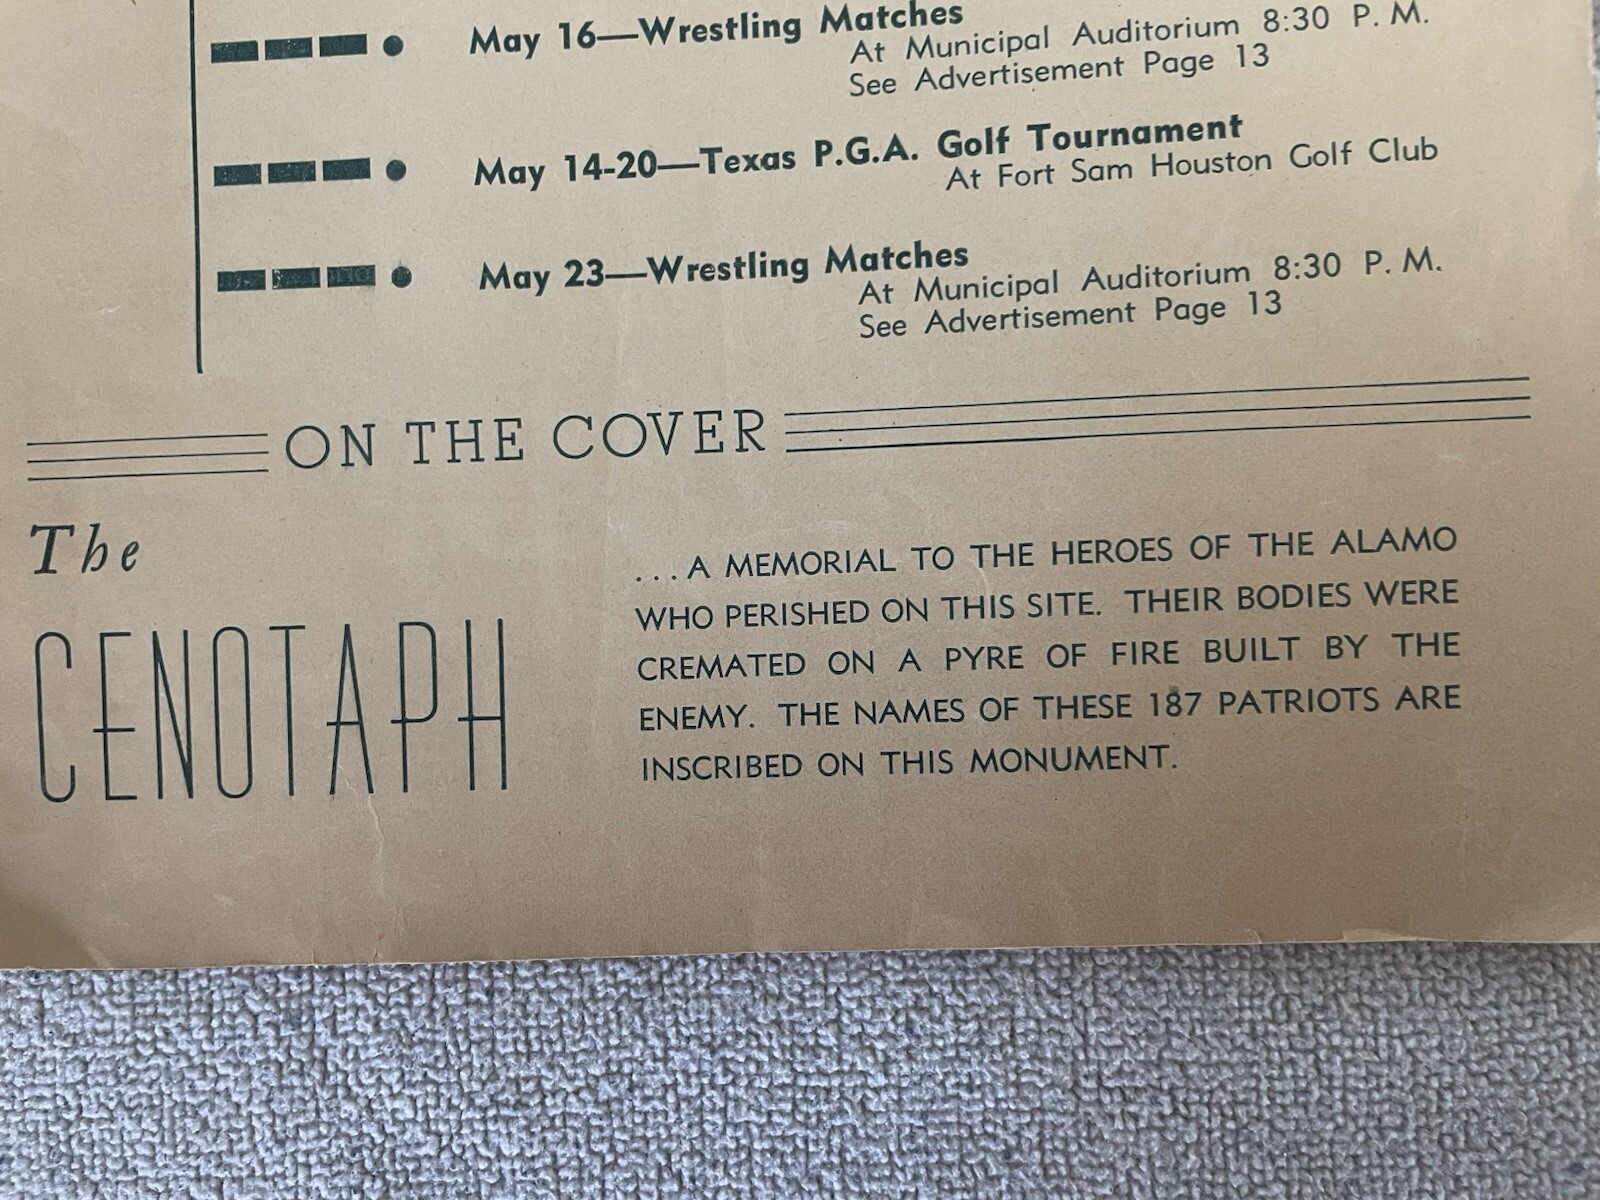 May 16—Wrestling Matches
At Municipal Auditorium 8:30 P. M.
See Advertisement Page 13
May 14-20—Texas P.G.A. Golf Tournament
At Fort Sam Houston Golf Club
May 23—Wrestling Matches
At Municipal Auditorium 8:30 P. M.
See Advertisement Page 13
ON THE COVER
The
CENOTAPH
...A MEMORIAL TO THE HEROES OF THE ALAMO
WHO PERISHED ON THIS SITE. THEIR BODIES WERE
CREMATED ON A PYRE OF FIRE BUILT BY THE
ENEMY. THE NAMES OF THESE 187 PATRIOTS ARE
INSCRIBED ON THIS MONUMENT.